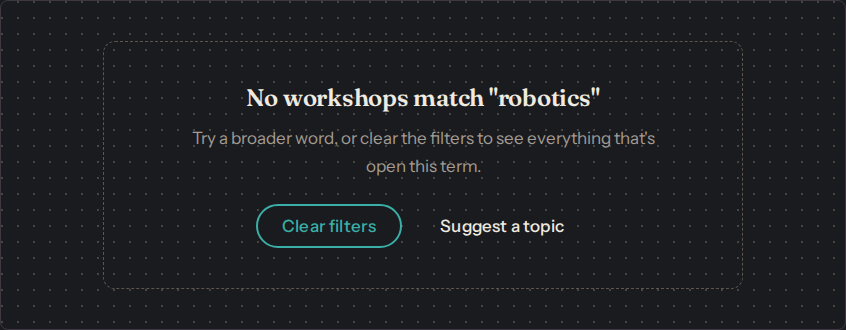 No workshops match "robotics"
Try a broader word, or clear the filters to see everything that's
open this term.
Clear filters
Suggest a topic